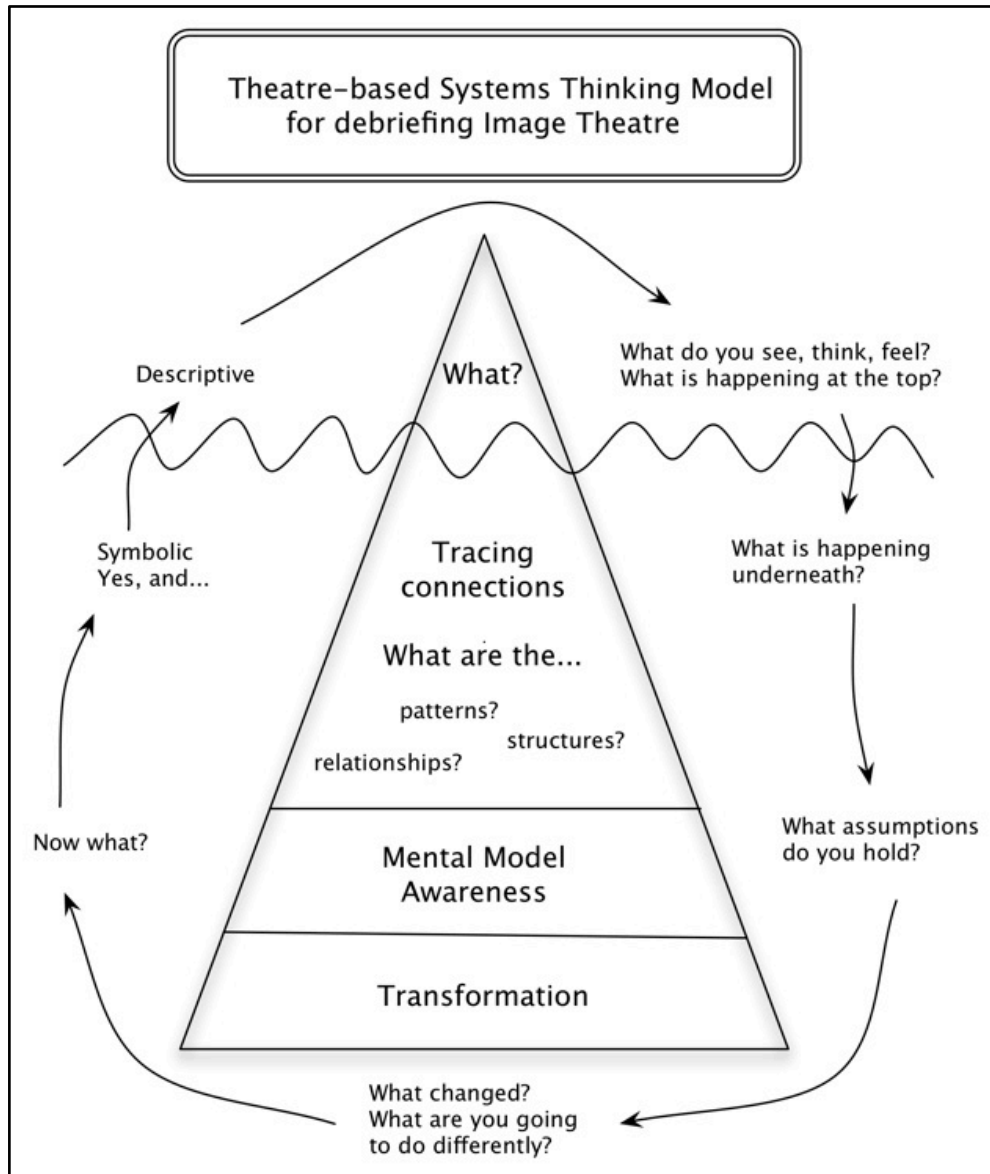 Theatre-based Systems Thinking Model
for debriefing Image Theatre
Descriptive
What?
What do you see, think, feel?
What is happening at the top?
Symbolic
Yes, and...
Tracing
connections
What is happening
underneath?
What are the...
patterns?
structures?
relationships?
Now what?
What assumptions
do you hold?
Mental Model
Awareness
Transformation
What changed?
What are you going
to do differently?